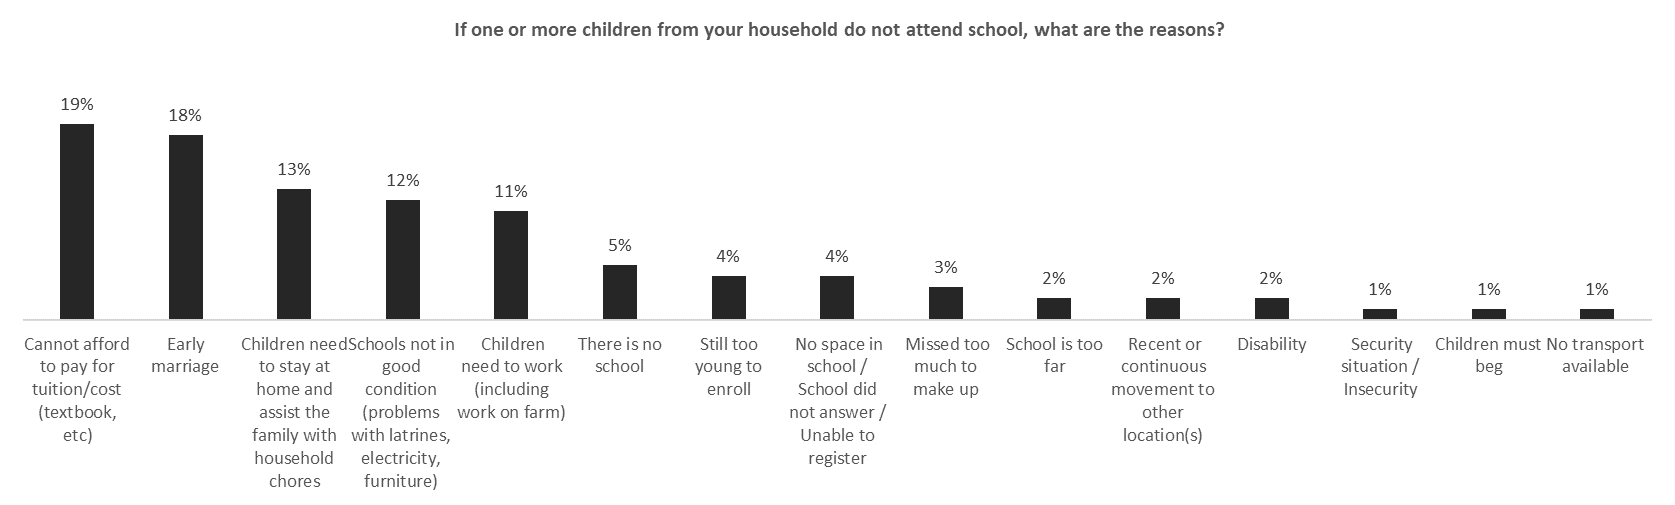 If one or more children from your household do not attend school, what are the reasons?
19%
18%
13%
12%
11%
5%
4%
4%
3%
2%
2%
2%
1%
1%
1%
Cannot afford
to pay for
tuition/cost
(textbook,
etc)
Early
marriage
Children need
to stay at
home and
assist the
family with
household
chores
Schools not in
good
condition
(problems
with latrines,
electricity,
furniture)
Children
need to work
(including
work on farm)
There is no
school
Still too
young to
enroll
No space in
school /
School did
not answer /
Unable to
register
Missed too
much to
make up
School is too
far
Recent or
continuous
movement to
other
location(s)
Disability
Security
situation /
Insecurity
Children must
beg
No transport
available